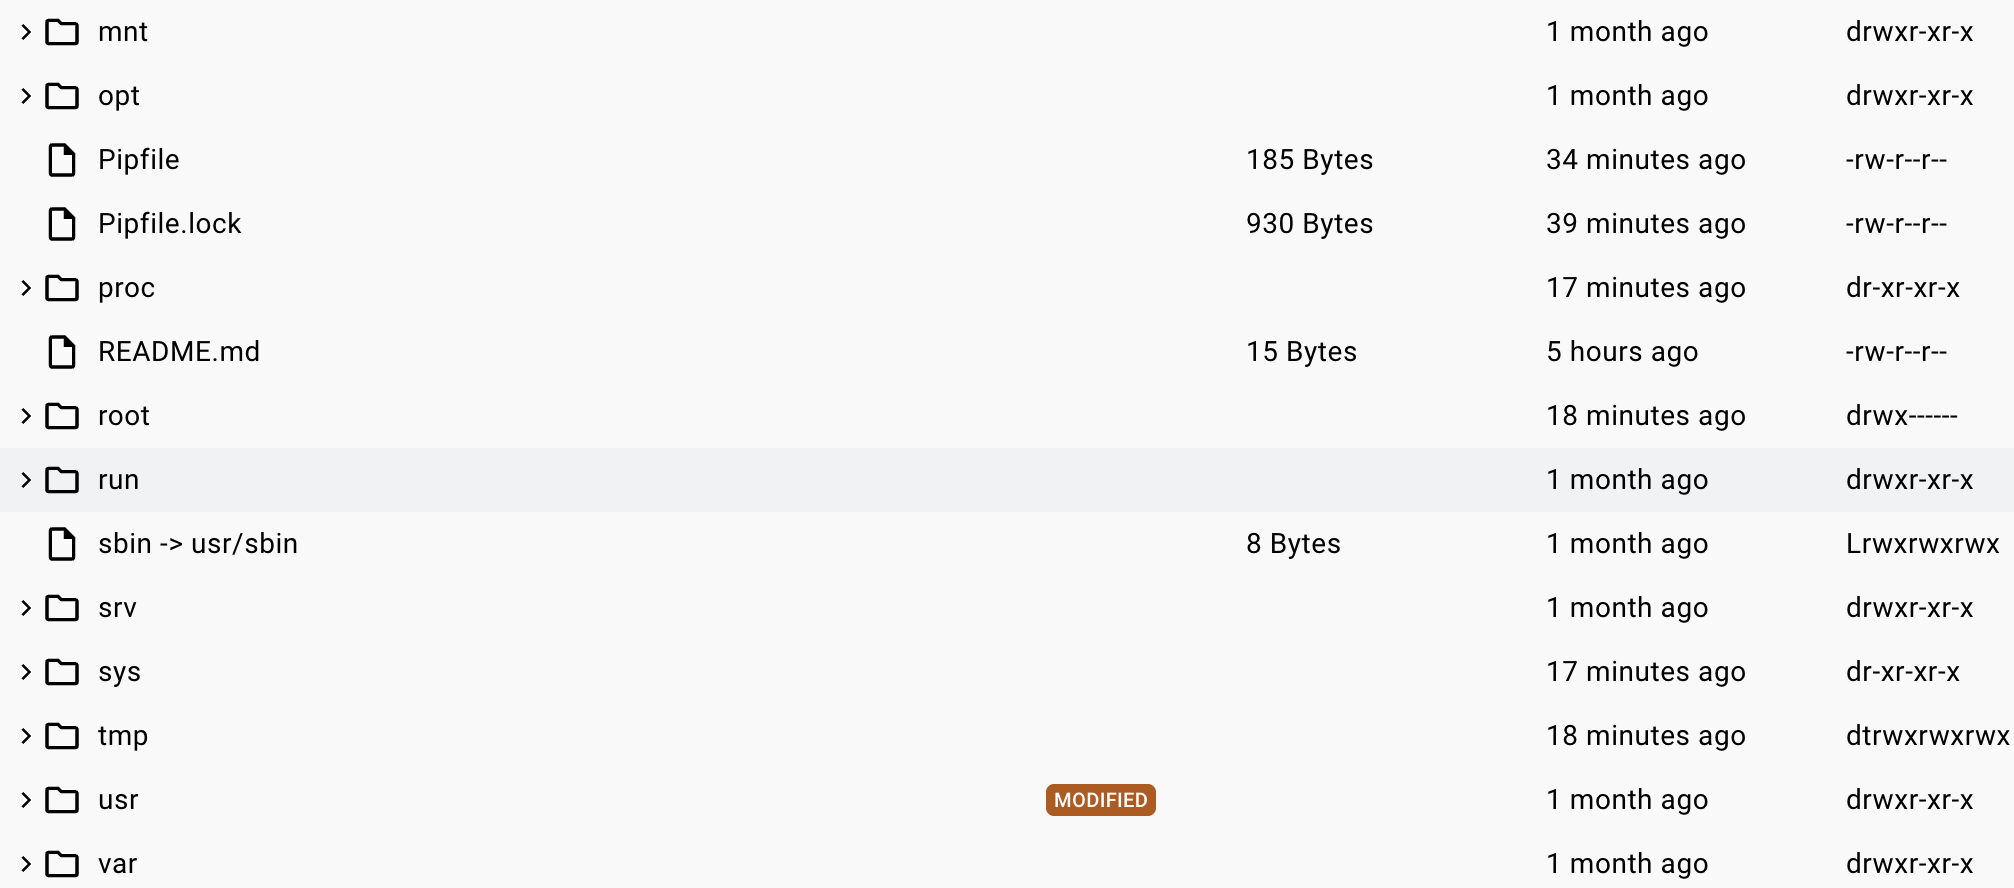 mnt 1 month ago drwxr-xr-x
opt 1 month ago drwxr-xr-x
Pipfile 185 Bytes 34 minutes ago -rw-r--r--
Pipfile.lock 930 Bytes 39 minutes ago -rw-r--r--
proc 17 minutes ago dr-xr-xr-x
README.md 15 Bytes 5 hours ago -rw-r--r--
root 18 minutes ago drwx------
run 1 month ago drwxr-xr-x
sbin -> usr/sbin 8 Bytes 1 month ago Lrwxrwxrwx
srv 1 month ago drwxr-xr-x
sys 17 minutes ago dr-xr-xr-x
tmp 18 minutes ago dtrwxrwxrwx
usr MODIFIED 1 month ago drwxr-xr-x
var 1 month ago drwxr-xr-x